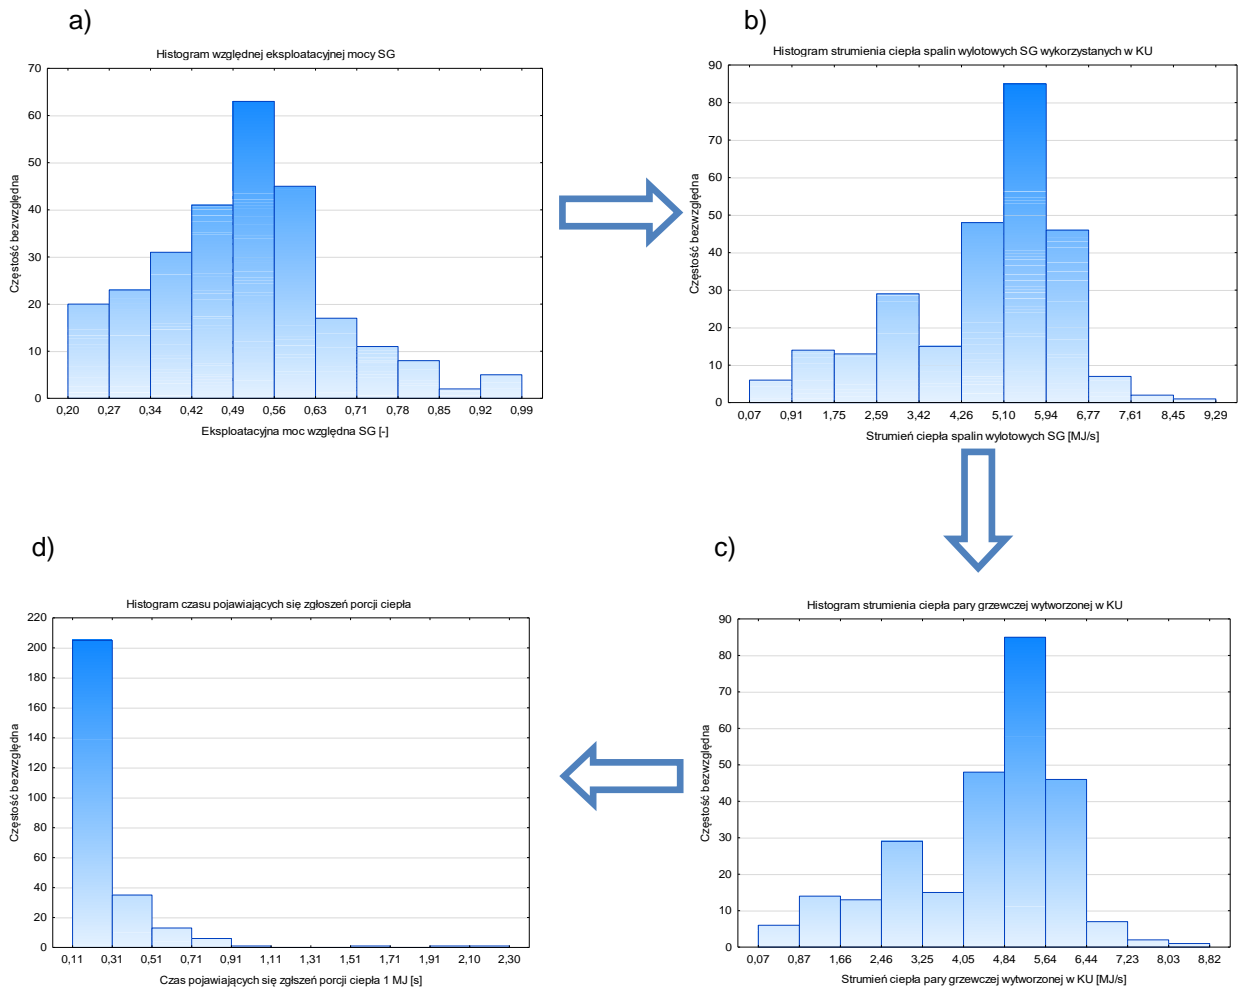 a)
Histogram względnej eksploatacyjnej mocy SG
Częstość bezwzględna
70
60
50
40
30
20
10
0
0,20 0,27 0,34 0,42 0,49 0,56 0,63 0,71 0,78 0,85 0,92 0,99
Eksploatacyjna moc względna SG [-]
b)
Histogram strumienia ciepła spalin wylotowych SG wykorzystanych w KU
Częstość bezwzględna
90
80
70
60
50
40
30
20
10
0
0,07 0,91 1,75 2,59 3,42 4,26 5,10 5,94 6,77 7,61 8,45 9,29
Strumień ciepła spalin wylotowych SG [MJ/s]
c)
Histogram strumienia ciepła pary grzewczej wytworzonej w KU
Częstość bezwzględna
90
80
70
60
50
40
30
20
10
0
0,07 0,87 1,66 2,46 3,25 4,05 4,84 5,64 6,44 7,23 8,03 8,82
Strumień ciepła pary grzewczej wytworzonej w KU [MJ/s]
d)
Histogram czasu pojawiających się zgłoszeń porcji ciepła
Częstość bezwzględna
220
200
180
160
140
120
100
80
60
40
20
0
0,11 0,31 0,51 0,71 0,91 1,11 1,31 1,51 1,71 1,91 2,10 2,30
Czas pojawiających się zgłszeń porcji ciepła 1 MJ [s]